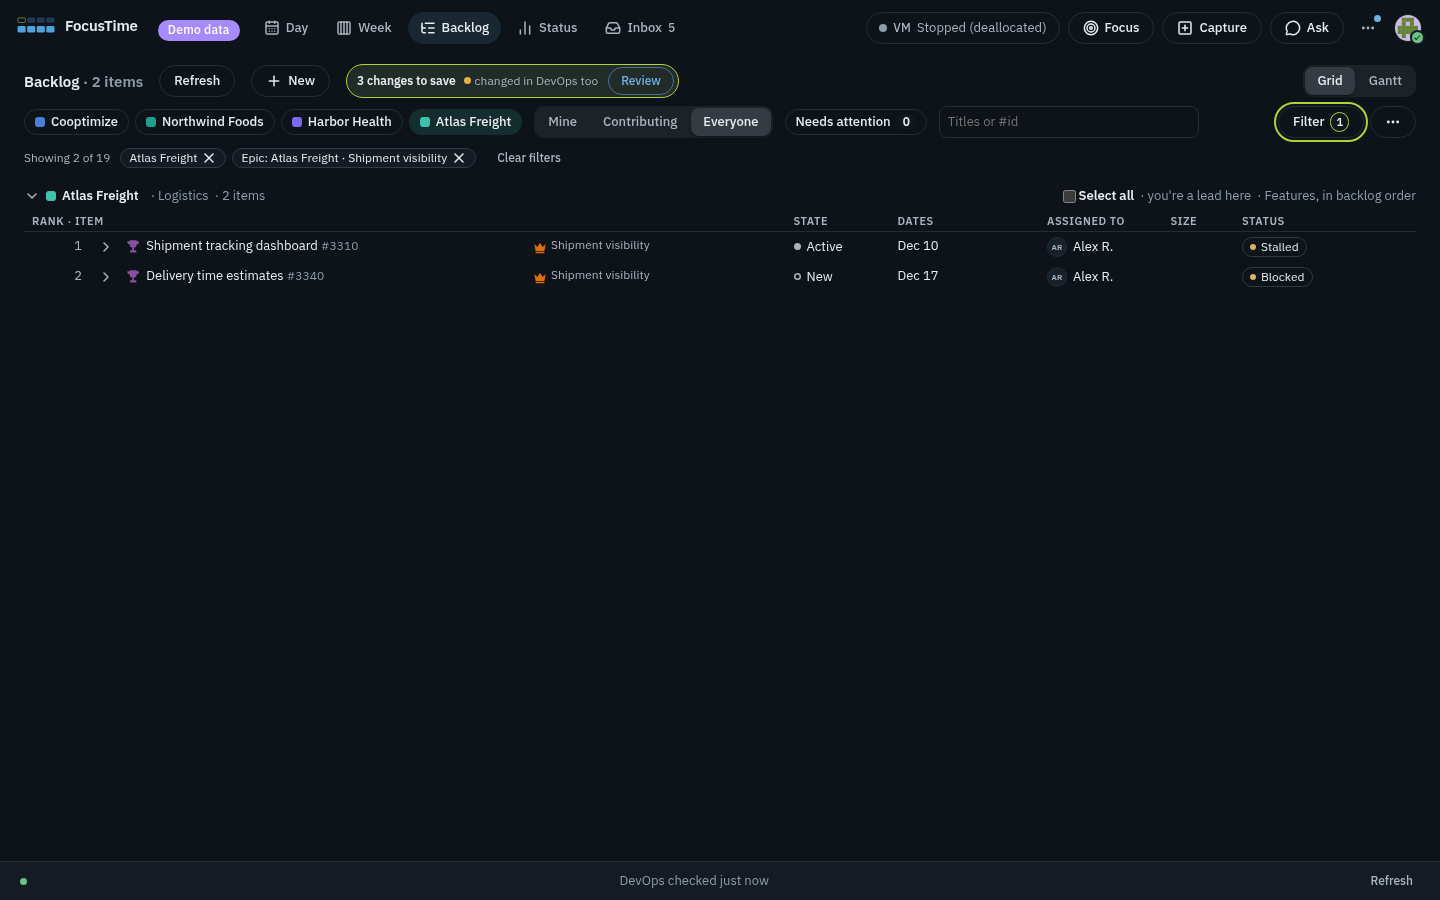 FocusTime Demo data Day Week Backlog Status Inbox 5 VM Stopped (deallocated) Focus Capture Ask
Backlog · 2 items Refresh New 3 changes to save changed in DevOps too Review Grid Gantt
Cooptimize Northwind Foods Harbor Health Atlas Freight Mine Contributing Everyone Needs attention 0 Titles or #id Filter 1
Showing 2 of 19 Atlas Freight Epic: Atlas Freight · Shipment visibility Clear filters
Atlas Freight · Logistics · 2 items Select all · you're a lead here · Features, in backlog order
RANK · ITEM STATE DATES ASSIGNED TO SIZE STATUS
1 Shipment tracking dashboard #3310 Shipment visibility Active Dec 10 AR Alex R. Stalled
2 Delivery time estimates #3340 Shipment visibility New Dec 17 AR Alex R. Blocked
DevOps checked just now Refresh